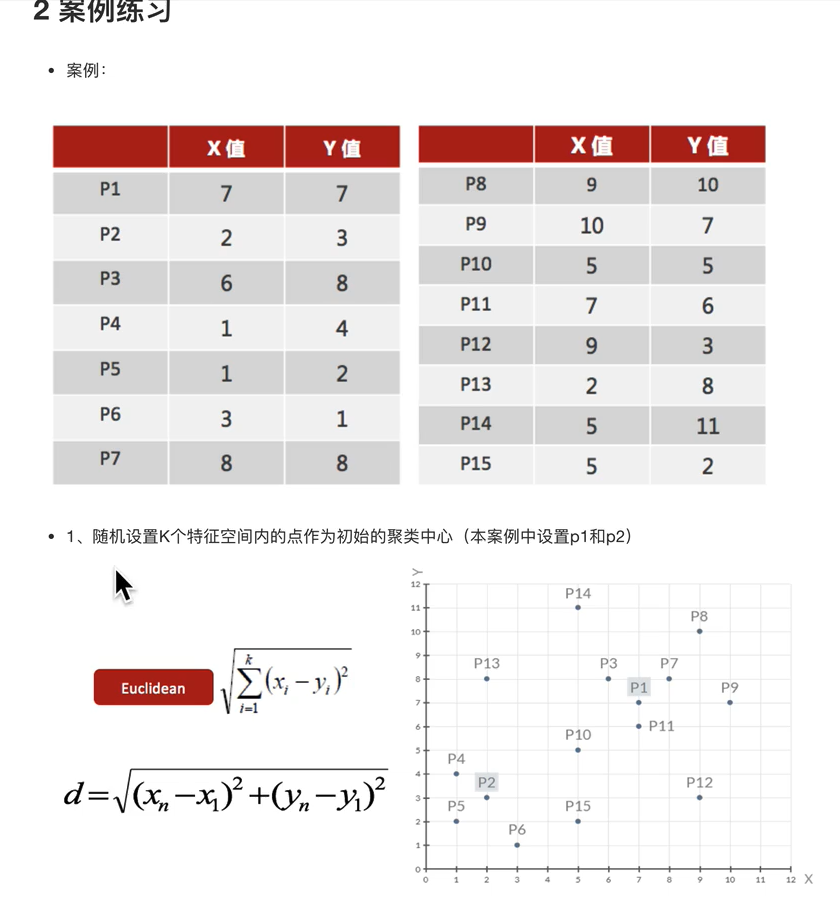 2 案例练习
• 案例：
X 值 Y 值
P1 7 7
P2 2 3
P3 6 8
P4 1 4
P5 1 2
P6 3 1
P7 8 8
X 值 Y 值
P8 9 10
P9 10 7
P10 5 5
P11 7 6
P12 9 3
P13 2 8
P14 5 11
P15 5 2
• 1、随机设置K个特征空间内的点作为初始的聚类中心（本案例中设置p1和p2）
Euclidean √(∑_{i=1}^{k}(x_i − y_i)²)
d=√((x_n−x_1)²+(y_n−y_1)²)
Y
12
11
10
9
8
7
6
5
4
3
2
1
0
P14
P8
P13 P3 P7
P1 P9
P11
P10
P4
P2 P12
P5 P15
P6
0 1 2 3 4 5 6 7 8 9 10 11 12 X